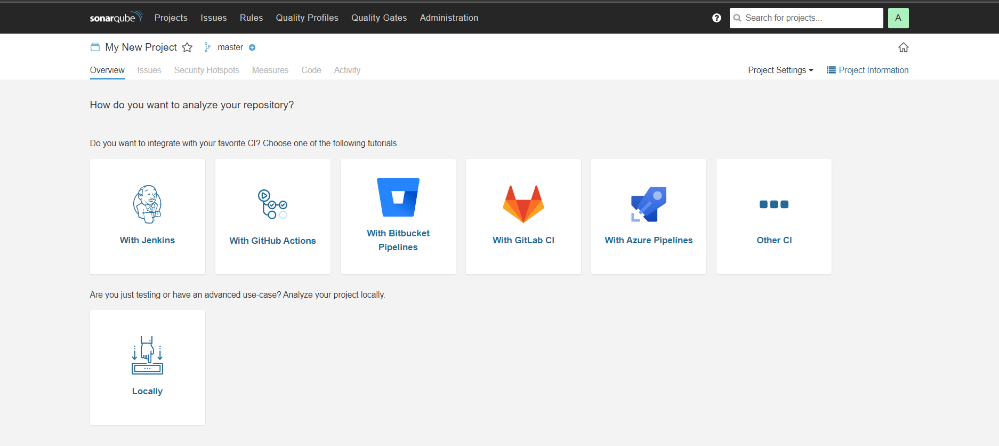 sonarqube Projects Issues Rules Quality Profiles Quality Gates Administration ? Search for projects... A
My New Project master
Overview Issues Security Hotspots Measures Code Activity Project Settings Project Information
How do you want to analyze your repository?
Do you want to integrate with your favorite CI? Choose one of the following tutorials.
With Jenkins
With GitHub Actions
With Bitbucket
Pipelines
With GitLab CI
With Azure Pipelines
Other CI
Are you just testing or have an advanced use-case? Analyze your project locally.
Locally